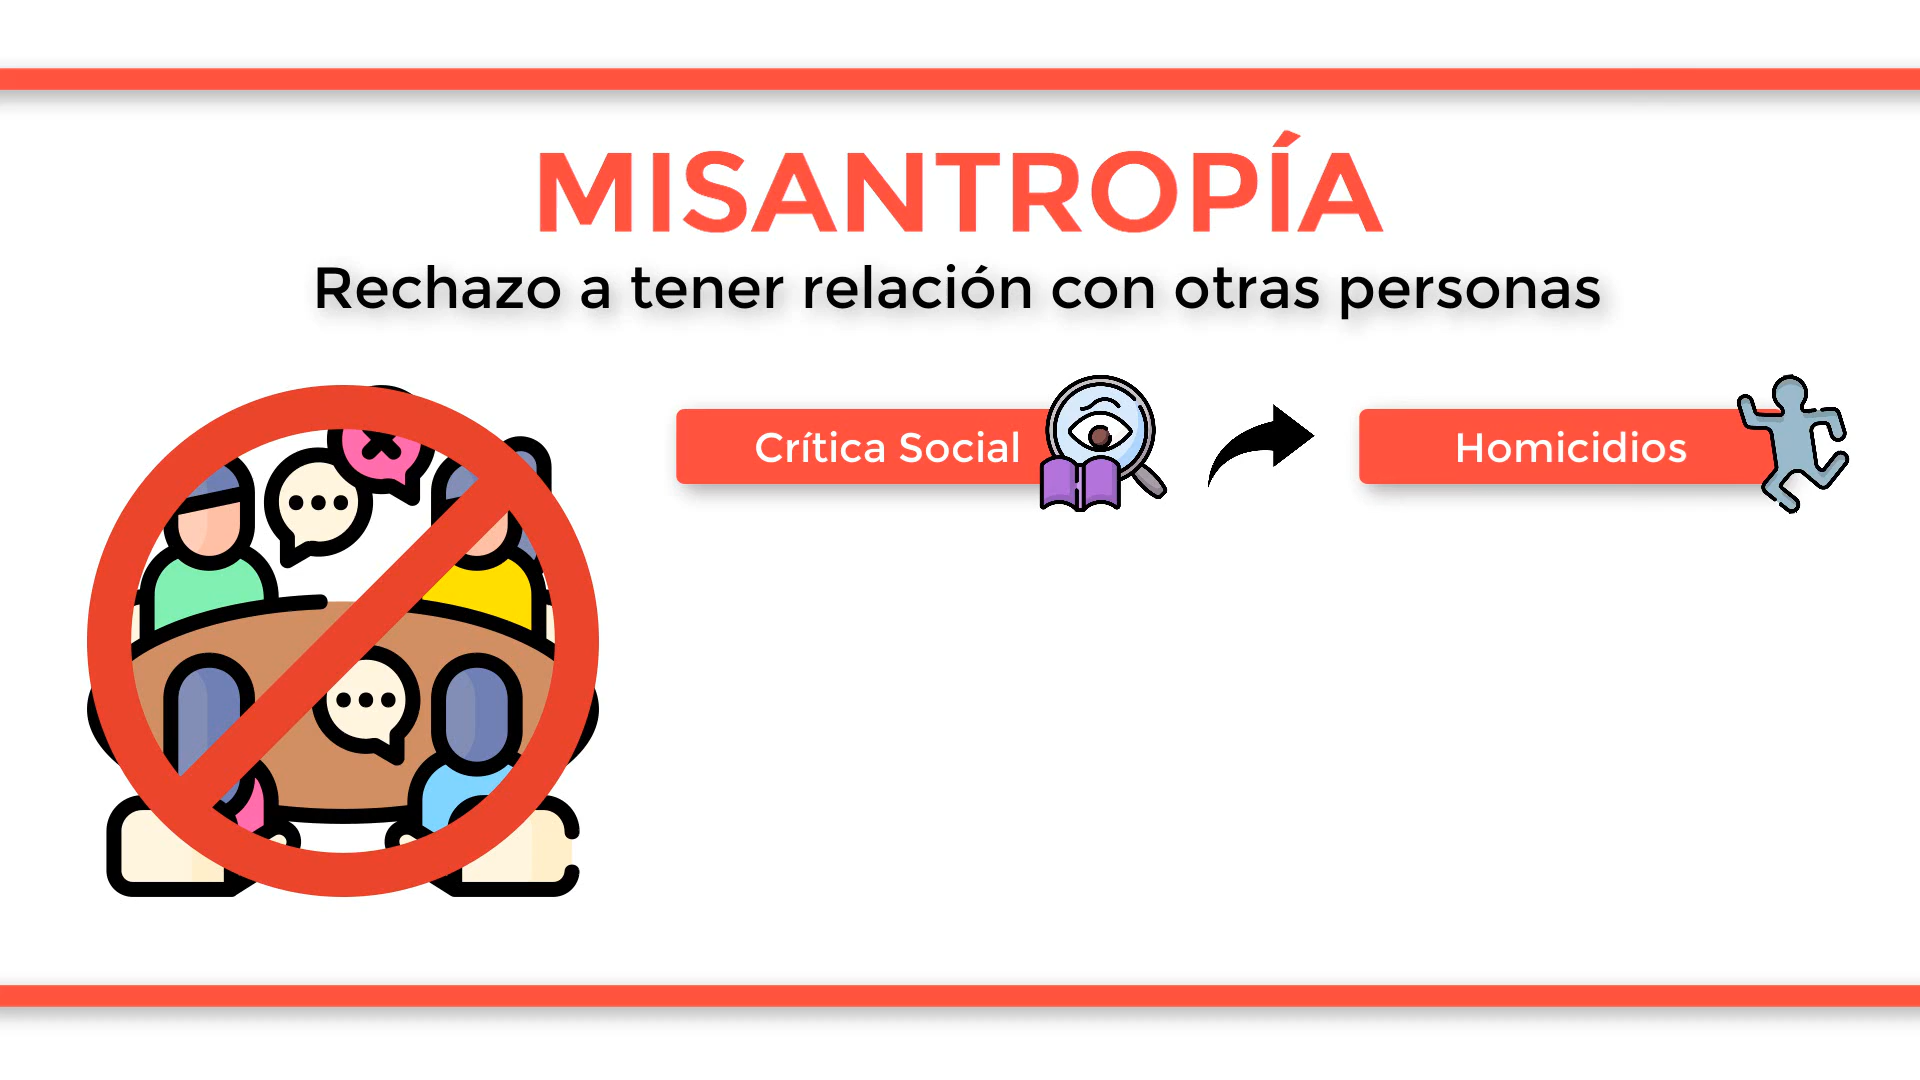 MISANTROPÍA
Rechazo a tener relación con otras personas
Crítica Social
Homicidios